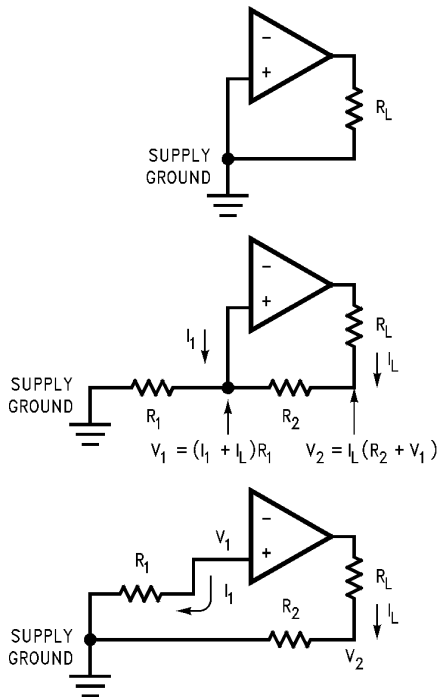 −
+
R_L
SUPPLY
GROUND
−
+
I_1
R_L
I_L
SUPPLY
GROUND
R_1
R_2
V_1 = (I_1 + I_L)R_1
V_2 = I_L(R_2 + V_1)
−
+
V_1
R_1
I_1
R_L
R_2
I_L
SUPPLY
GROUND
V_2